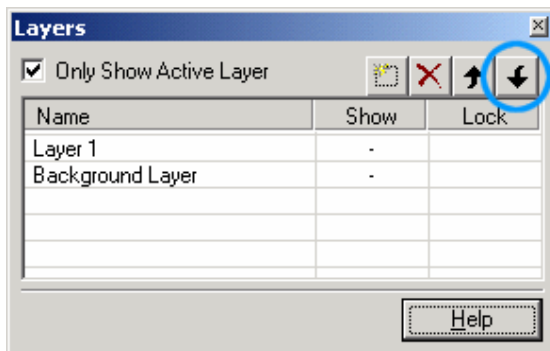 Layers
Only Show Active Layer
Name Show Lock
Layer 1 -
Background Layer -
Help